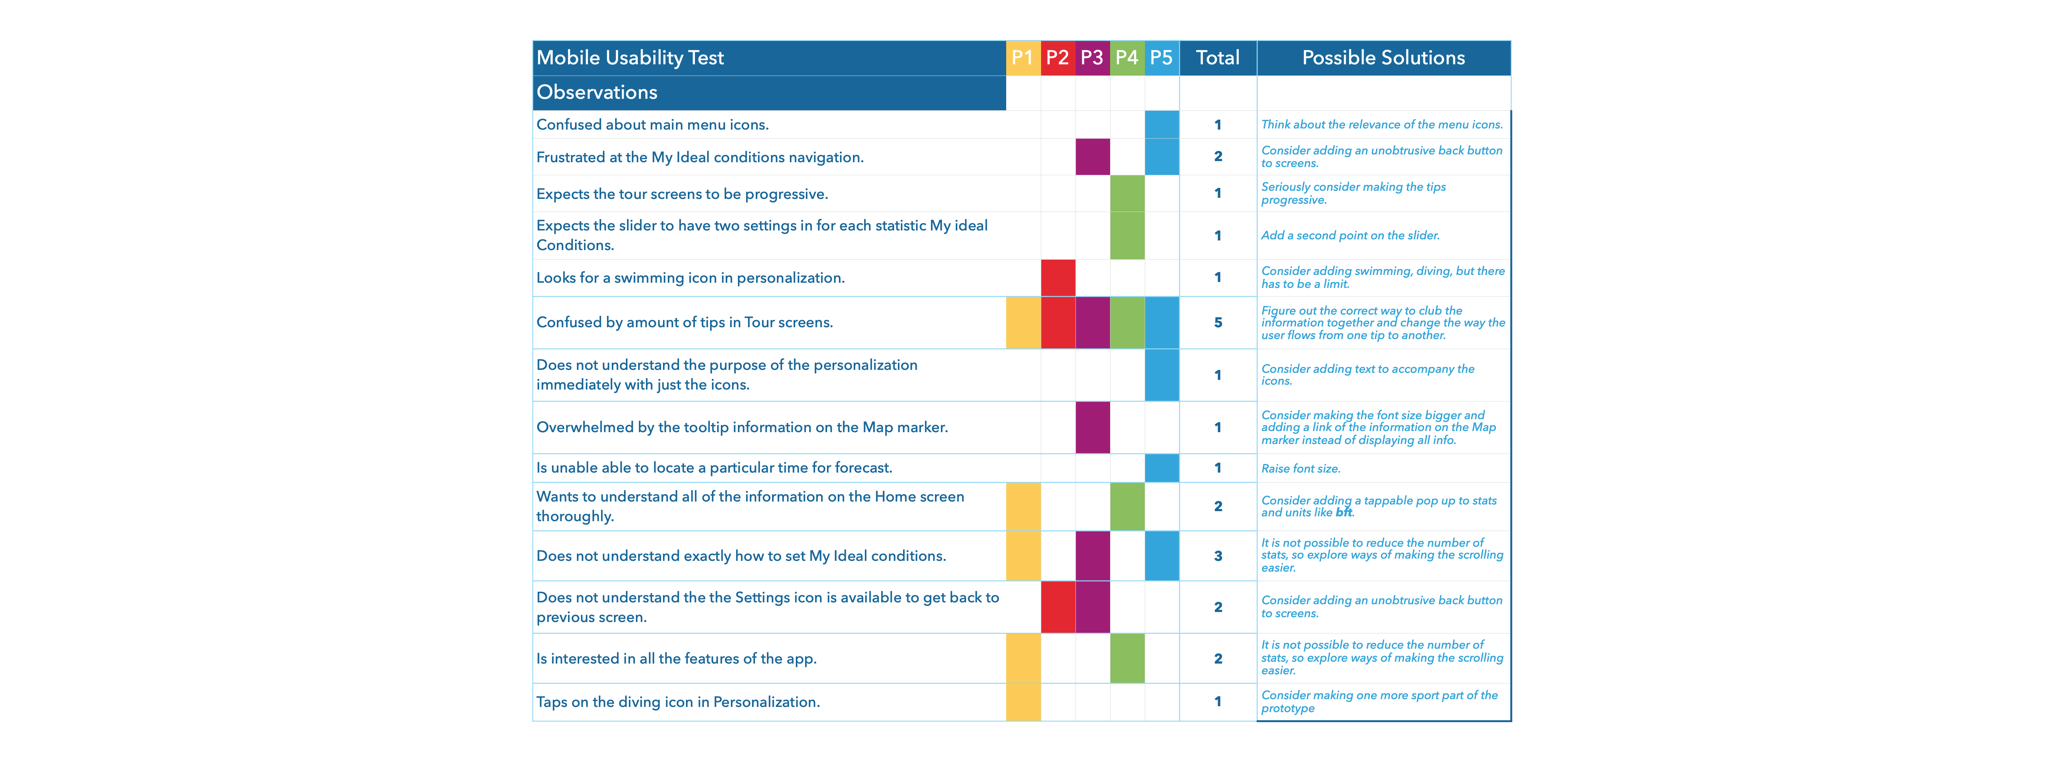 Mobile Usability Test P1 P2 P3 P4 P5 Total Possible Solutions
Observations
Confused about main menu icons. 1 Think about the relevance of the menu icons.
Frustrated at the My Ideal conditions navigation. 2 Consider adding an unobtrusive back button
to screens.
Expects the tour screens to be progressive. 1 Seriously consider making the tips
progressive.
Expects the slider to have two settings in for each statistic My ideal
Conditions. 1 Add a second point on the slider.
Looks for a swimming icon in personalization. 1 Consider adding swimming, diving, but there
has to be a limit.
Confused by amount of tips in Tour screens. 5 Figure out the correct way to club the
information together and change the way the
user flows from one tip to another.
Does not understand the purpose of the personalization
immediately with just the icons. 1 Consider adding text to accompany the
icons.
Overwhelmed by the tooltip information on the Map marker. 1 Consider making the font size bigger and
adding a link of the information on the Map
marker instead of displaying all info.
Is unable able to locate a particular time for forecast. 1 Raise font size.
Wants to understand all of the information on the Home screen
thoroughly. 2 Consider adding a tappable pop up to stats
and units like bft.
Does not understand exactly how to set My Ideal conditions. 3 It is not possible to reduce the number of
stats, so explore ways of making the scrolling
easier.
Does not understand the the Settings icon is available to get back to
previous screen. 2 Consider adding an unobtrusive back button
to screens.
Is interested in all the features of the app. 2 It is not possible to reduce the number of
stats, so explore ways of making the scrolling
easier.
Taps on the diving icon in Personalization. 1 Consider making one more sport part of the
prototype